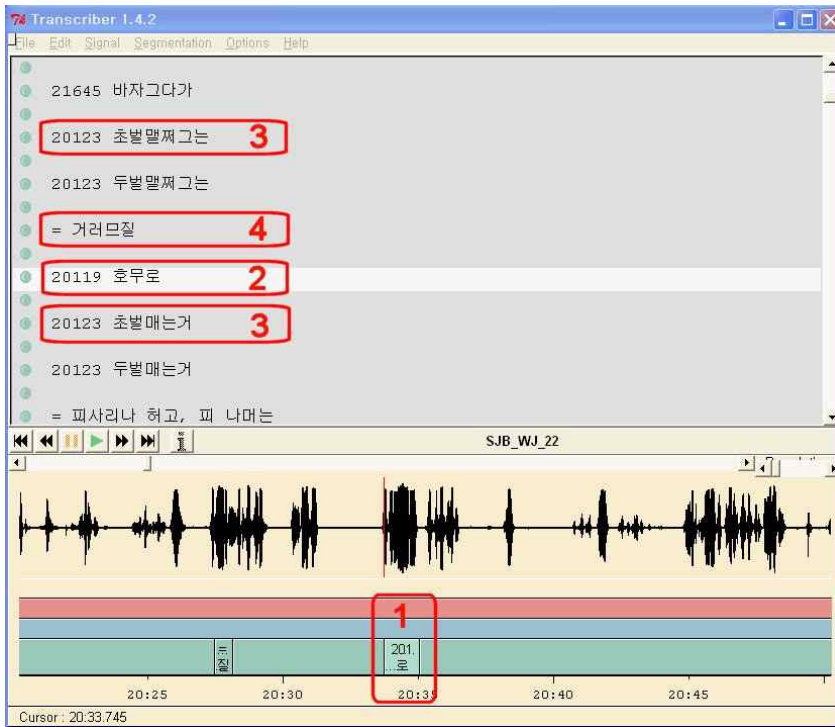 Transcriber 1.4.2
File Edit Signal Segmentation Options Help
21645 바자그다가
20123 초벌맬쩌그는 3
20123 두벌맬쩌그는
= 거러므질 4
20119 호무로 2
20123 초벌매는거 3
20123 두벌매는거
= 피사리나 허고, 피 나머는
SJB_WJ_22
1
= 201.
질 ...로
20:25 20:30 20:35 20:40 20:45
Cursor : 20:33.745